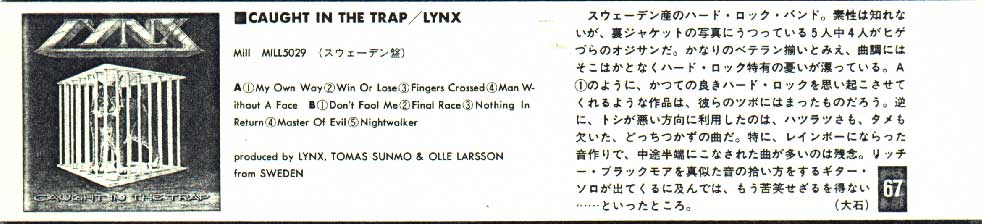 LYNX
CAUGHT IN THE TRAP
■CAUGHT IN THE TRAP／LYNX
Mill MILL5029 （スウェーデン盤）
A①My Own Way②Win Or Lose③Fingers Crossed④Man W-
ithout A Face B①Don't Fool Me②Final Race③Nothing In
Return④Master Of Evil⑤Nightwalker
produced by LYNX, TOMAS SUNMO & OLLE LARSSON
from SWEDEN
スウェーデン産のハード・ロック・バンド。素性は知れな
いが、裏ジャケットの写真にうつっている5人中4人がヒゲ
づらのオジサンだ。かなりのベテラン揃いとみえ、曲調には
そこはかとなくハード・ロック特有の憂いが漂っている。A
①のように、かつての良きハード・ロックを思い起こさせて
くれるような作品は、彼らのツボにはまったものだろう。逆
に、トシが悪い方向に利用したのは、ハツラツさも、タメも
欠いた、どっちつかずの曲だ。特に、レインボーにならった
音作りで、中途半端にこなされた曲が多いのは残念。リッチ
ー・ブラックモアを真似た音の拾い方をするギター・
ソロが出てくるに及んでは、もう苦笑せざるを得ない
……といったところ。 （大石）
67